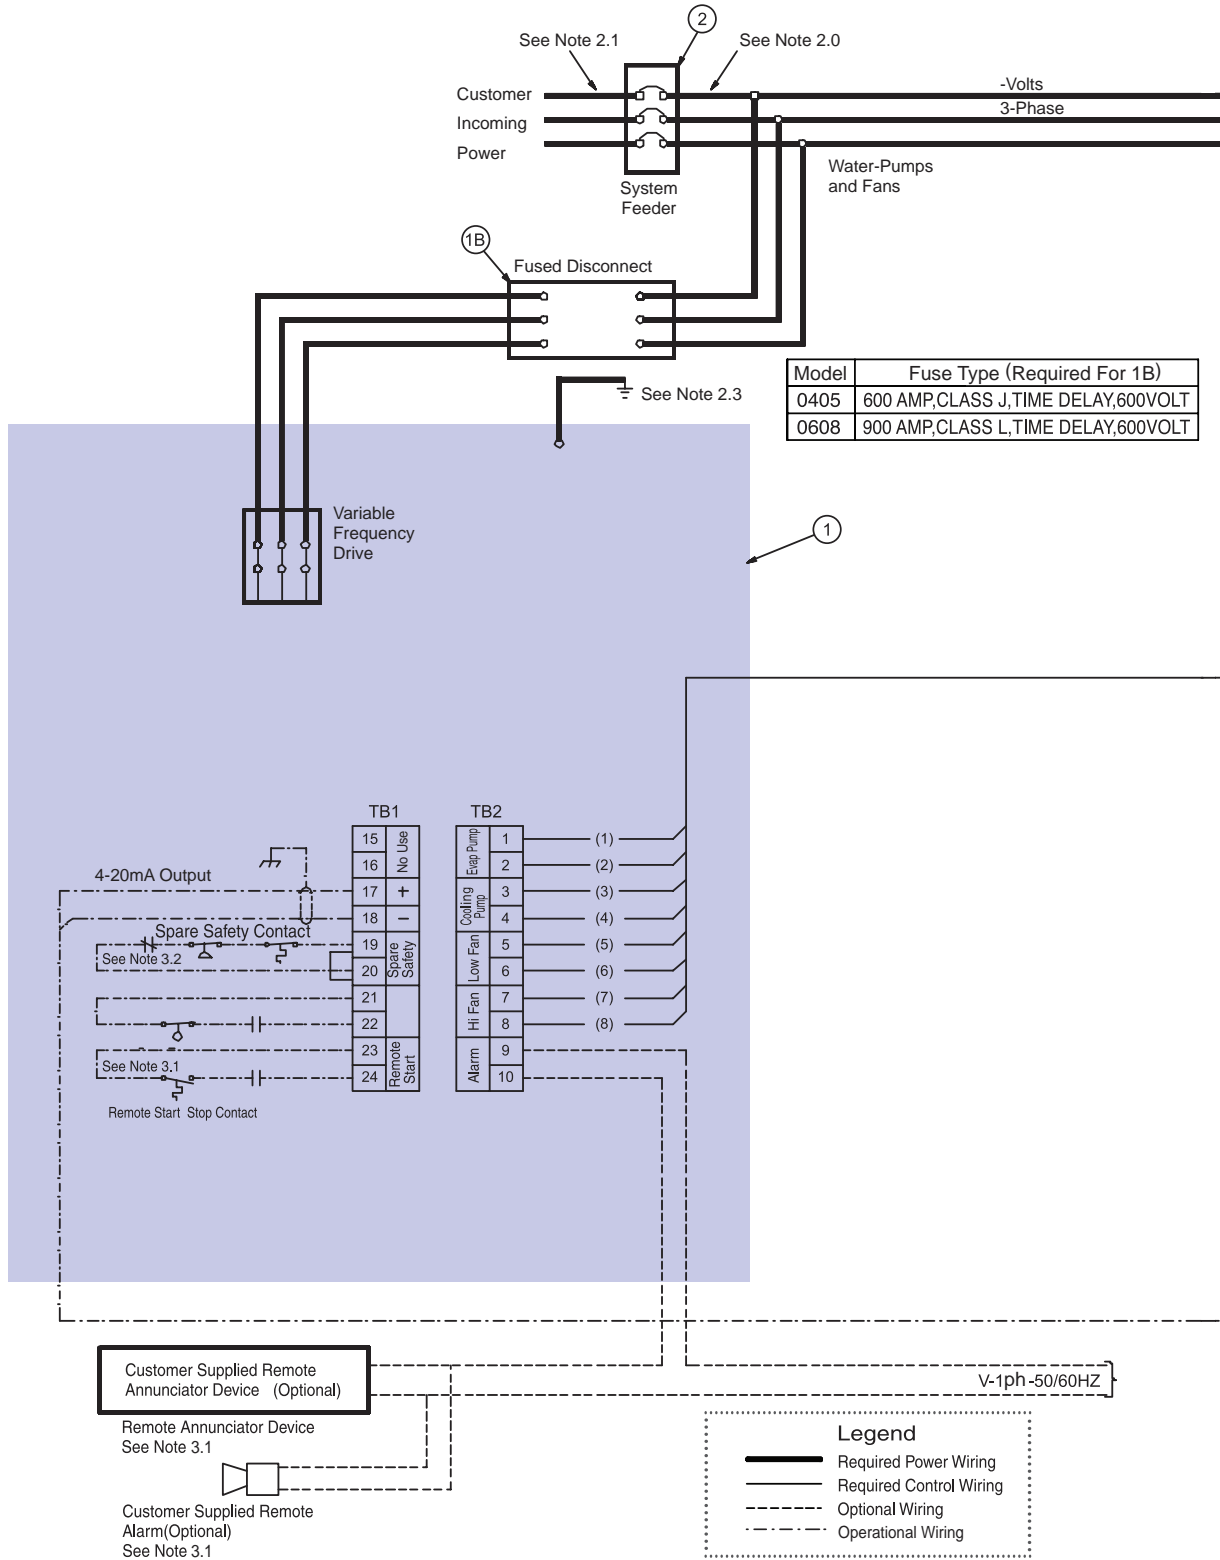 2
See Note 2.1
See Note 2.0
Customer
Incoming
Power
-Volts
3-Phase
Water-Pumps
and Fans
System
Feeder
1B
Fused Disconnect
See Note 2.3
Model Fuse Type (Required For 1B)
0405 600 AMP,CLASS J,TIME DELAY,600VOLT
0608 900 AMP,CLASS L,TIME DELAY,600VOLT
Variable
Frequency
Drive
1
TB1
TB2
15
16
No Use
17 +
18 −
19
20
Spare
Safety
21
22
23
24
Remote
Start
4-20mA Output
Spare Safety Contact
See Note 3.2
See Note 3.1
Remote Start Stop Contact
Evap Pump
1 (1)
2 (2)
Cooling
Pump
3 (3)
4 (4)
Low Fan
5 (5)
6 (6)
Hi Fan
7 (7)
8 (8)
Alarm
9
10
Customer Supplied Remote
Annunciator Device (Optional)
Remote Annunciator Device
See Note 3.1
Customer Supplied Remote
Alarm(Optional)
See Note 3.1
V-1ph -50/60HZ
Legend
Required Power Wiring
Required Control Wiring
Optional Wiring
Operational Wiring